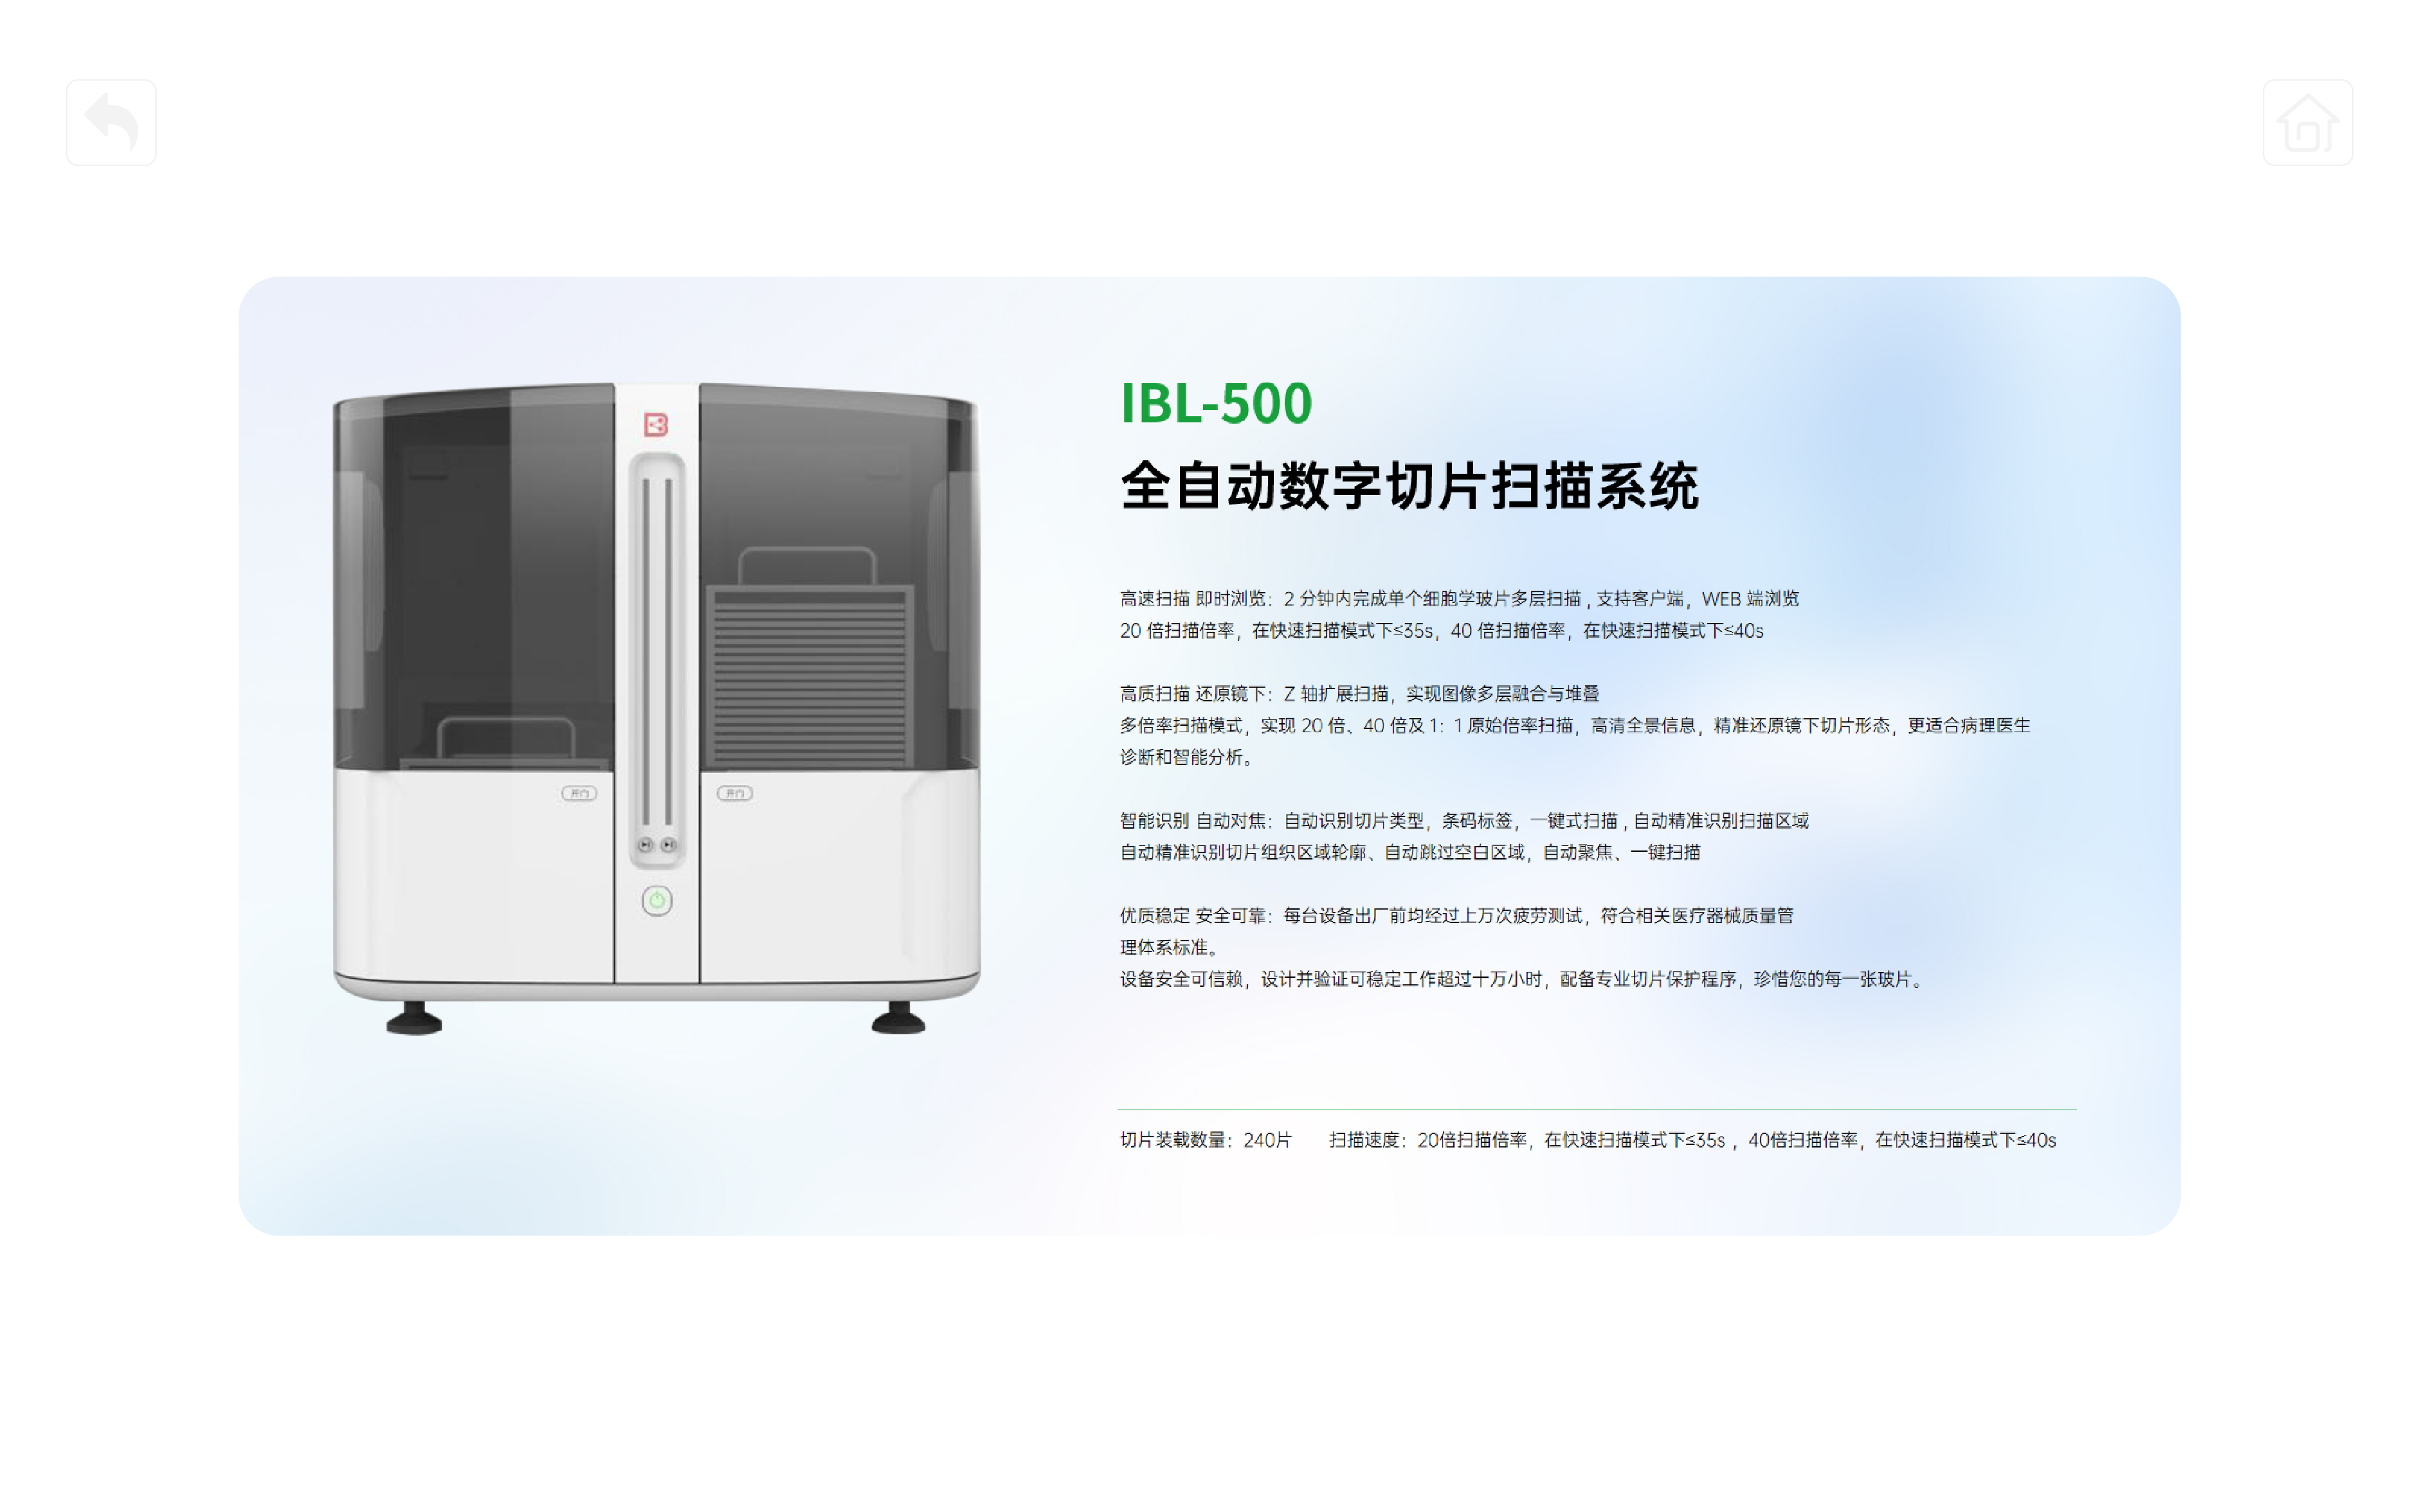 IBL-500
全自动数字切片扫描系统
高速扫描 即时浏览：2 分钟内完成单个细胞学玻片多层扫描 , 支持客户端，WEB 端浏览
20 倍扫描倍率，在快速扫描模式下≤35s，40 倍扫描倍率，在快速扫描模式下≤40s
高质扫描 还原镜下：Z 轴扩展扫描，实现图像多层融合与堆叠
多倍率扫描模式，实现 20 倍、40 倍及 1：1 原始倍率扫描，高清全景信息，精准还原镜下切片形态，更适合病理医生
诊断和智能分析。
智能识别 自动对焦：自动识别切片类型，条码标签，一键式扫描 , 自动精准识别扫描区域
自动精准识别切片组织区域轮廓、自动跳过空白区域，自动聚焦、一键扫描
优质稳定 安全可靠：每台设备出厂前均经过上万次疲劳测试，符合相关医疗器械质量管
理体系标准。
设备安全可信赖，设计并验证可稳定工作超过十万小时，配备专业切片保护程序，珍惜您的每一张玻片。
切片装载数量：240片 扫描速度：20倍扫描倍率，在快速扫描模式下≤35s ，40倍扫描倍率，在快速扫描模式下≤40s
开门
开门